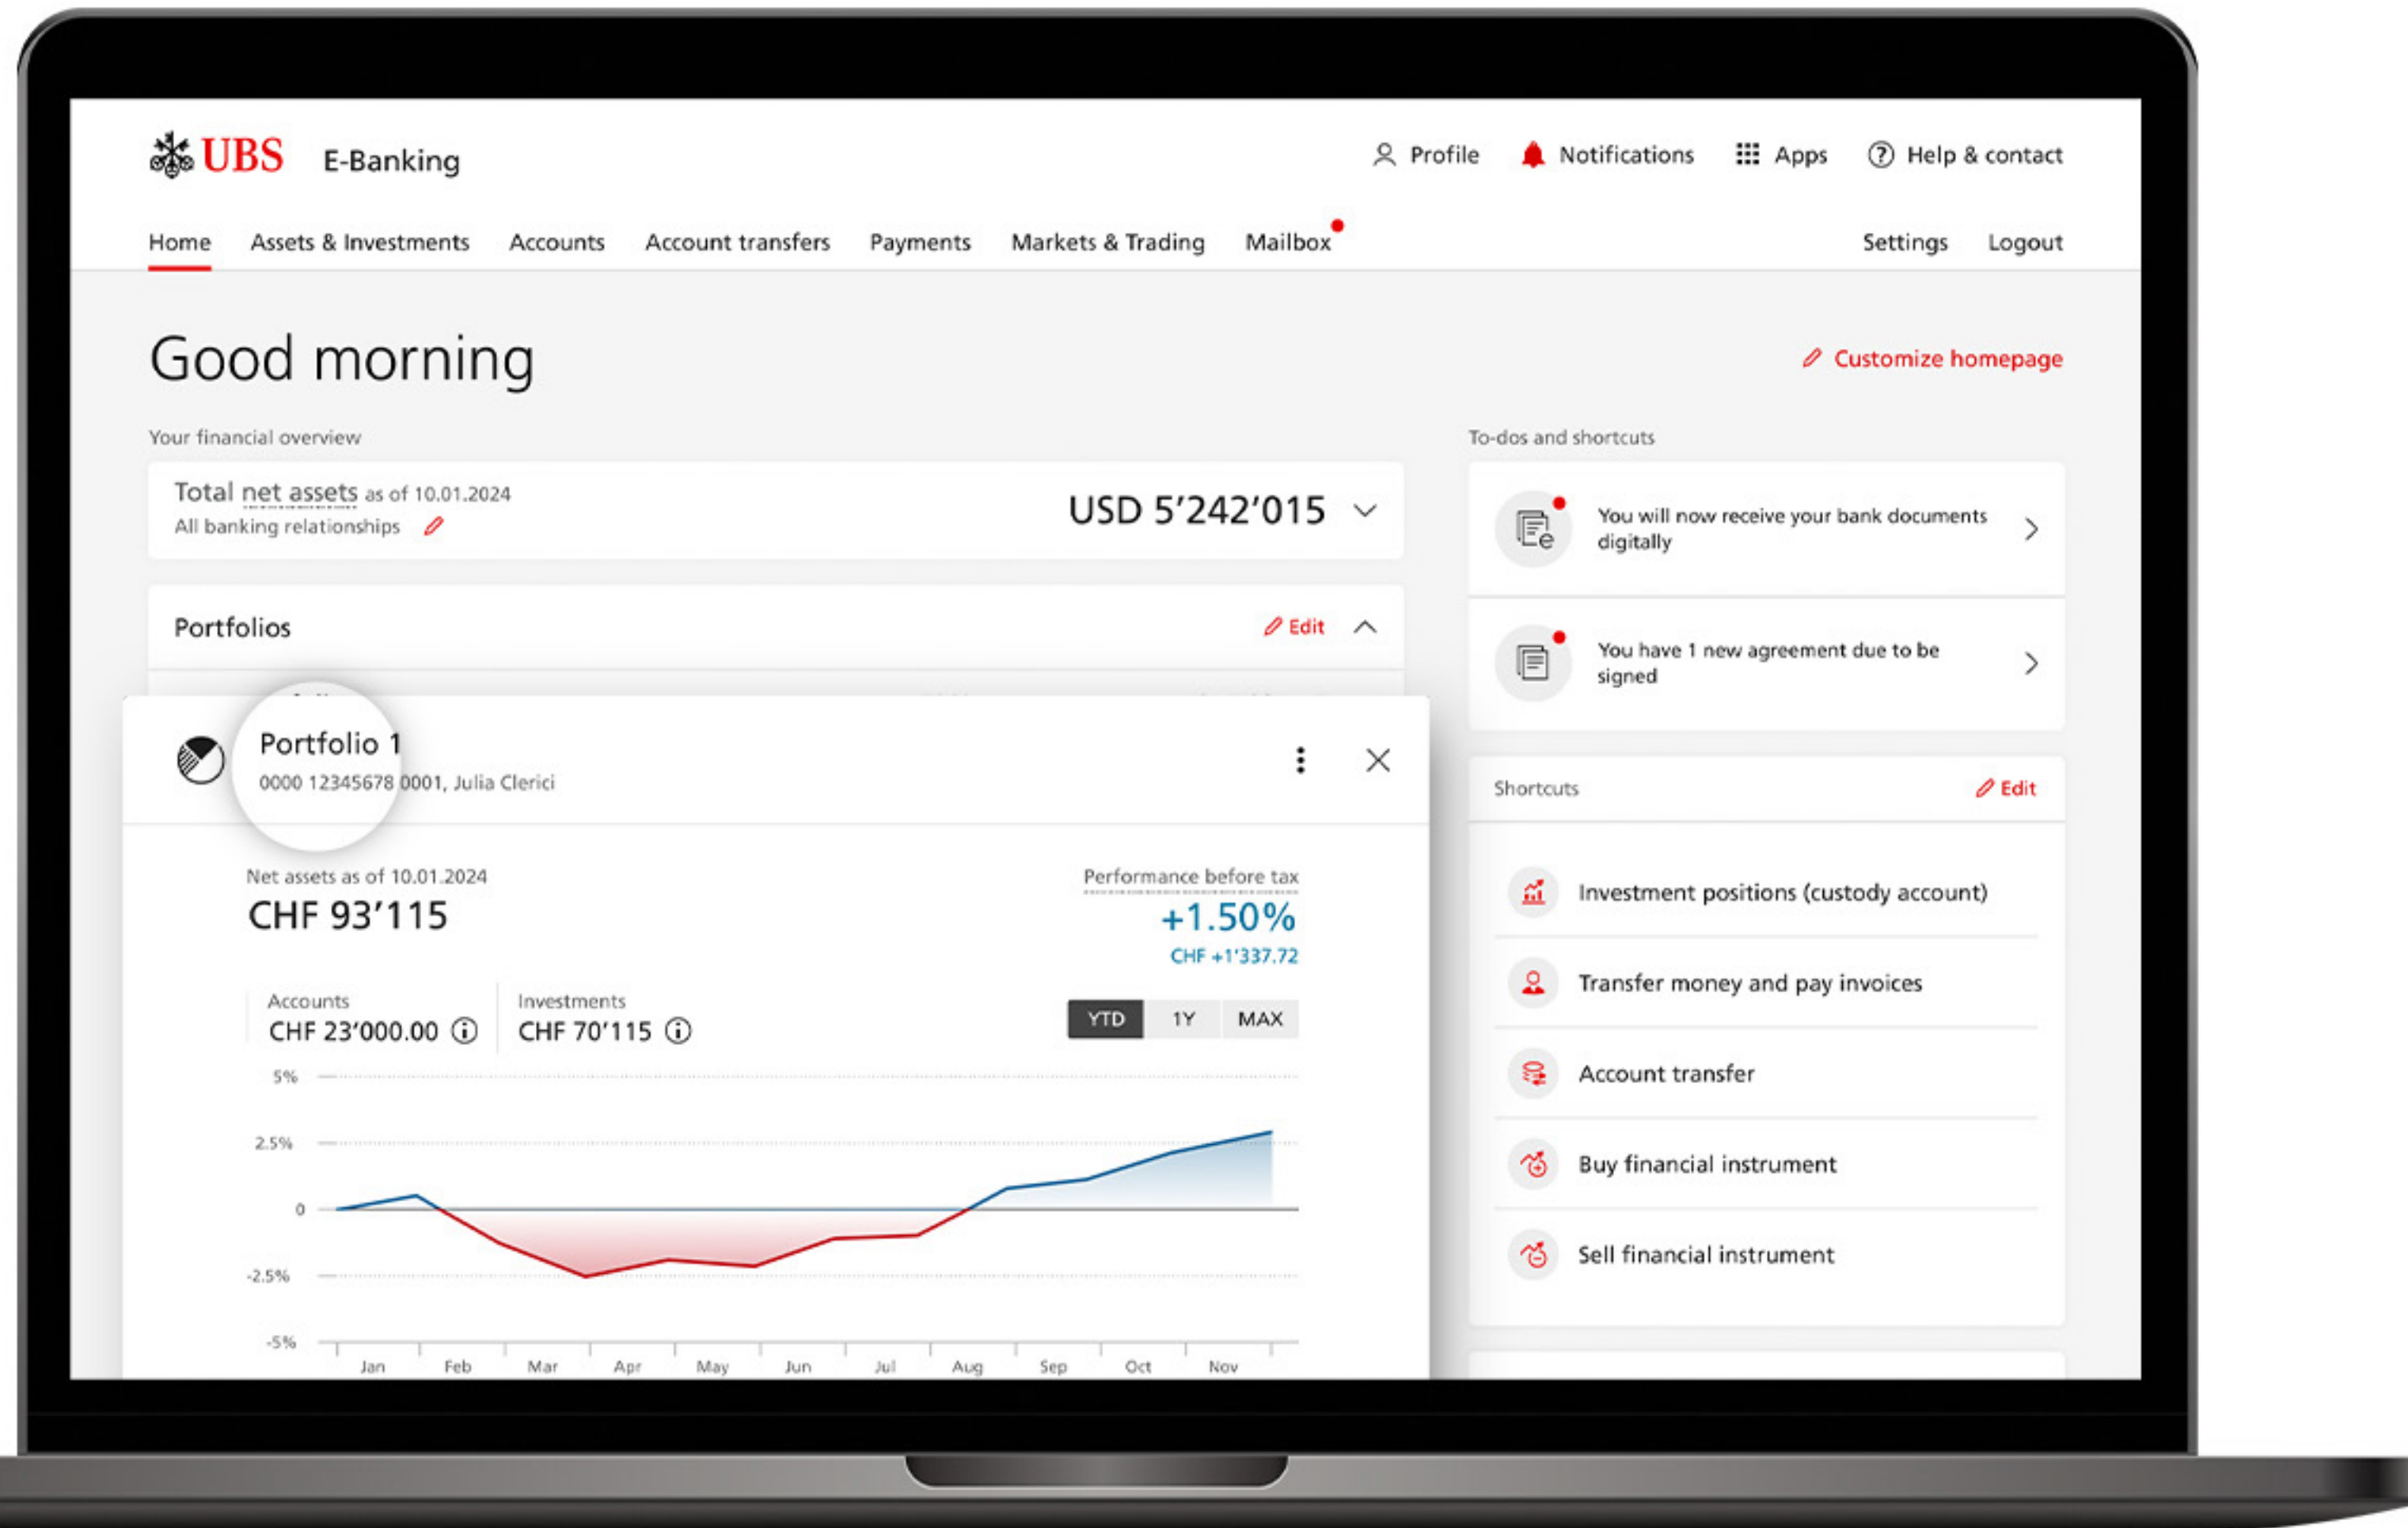 UBS E-Banking
Profile Notifications Apps Help & contact
Home Assets & Investments Accounts Account transfers Payments Markets & Trading Mailbox Settings Logout
Good morning
Customize homepage
Your financial overview
Total net assets as of 10.01.2024
All banking relationships
USD 5’242’015
Portfolios
Edit
Portfolio 1
0000 12345678 0001, Julia Clerici
Net assets as of 10.01.2024
CHF 93’115
Performance before tax
+1.50%
CHF +1'337.72
Accounts
CHF 23’000.00
Investments
CHF 70’115
YTD 1Y MAX
5%
2.5%
0
-2.5%
-5%
Jan Feb Mar Apr May Jun Jul Aug Sep Oct Nov
To-dos and shortcuts
You will now receive your bank documents
digitally
You have 1 new agreement due to be
signed
Shortcuts
Edit
Investment positions (custody account)
Transfer money and pay invoices
Account transfer
Buy financial instrument
Sell financial instrument